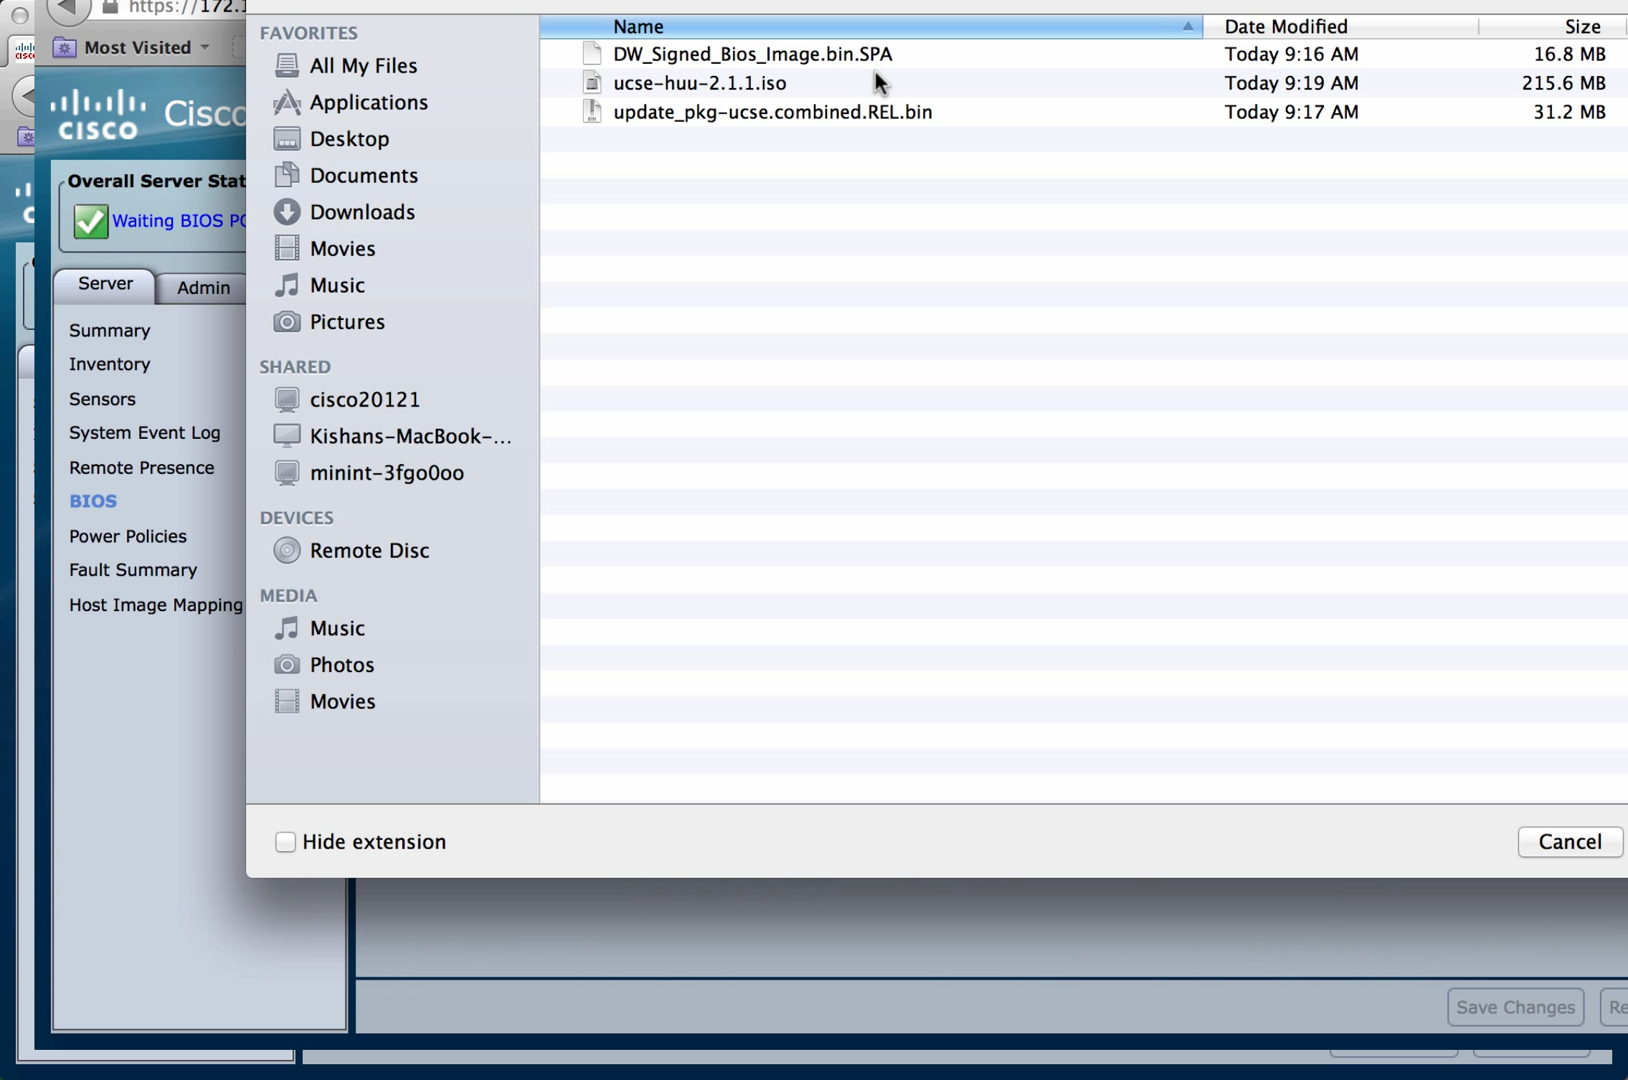 https://172.1
Most Visited
cisco
CISCO Cisco
Overall Server Stat
Waiting BIOS PO
Server Admin
Summary
Inventory
Sensors
System Event Log
Remote Presence
BIOS
Power Policies
Fault Summary
Host Image Mapping
FAVORITES
All My Files
Applications
Desktop
Documents
Downloads
Movies
Music
Pictures
SHARED
cisco20121
Kishans-MacBook-...
minint-3fgo0oo
DEVICES
Remote Disc
MEDIA
Music
Photos
Movies
Name Date Modified Size
DW_Signed_Bios_Image.bin.SPA Today 9:16 AM 16.8 MB
ucse-huu-2.1.1.iso Today 9:19 AM 215.6 MB
update_pkg-ucse.combined.REL.bin Today 9:17 AM 31.2 MB
Hide extension
Cancel
Save Changes Re